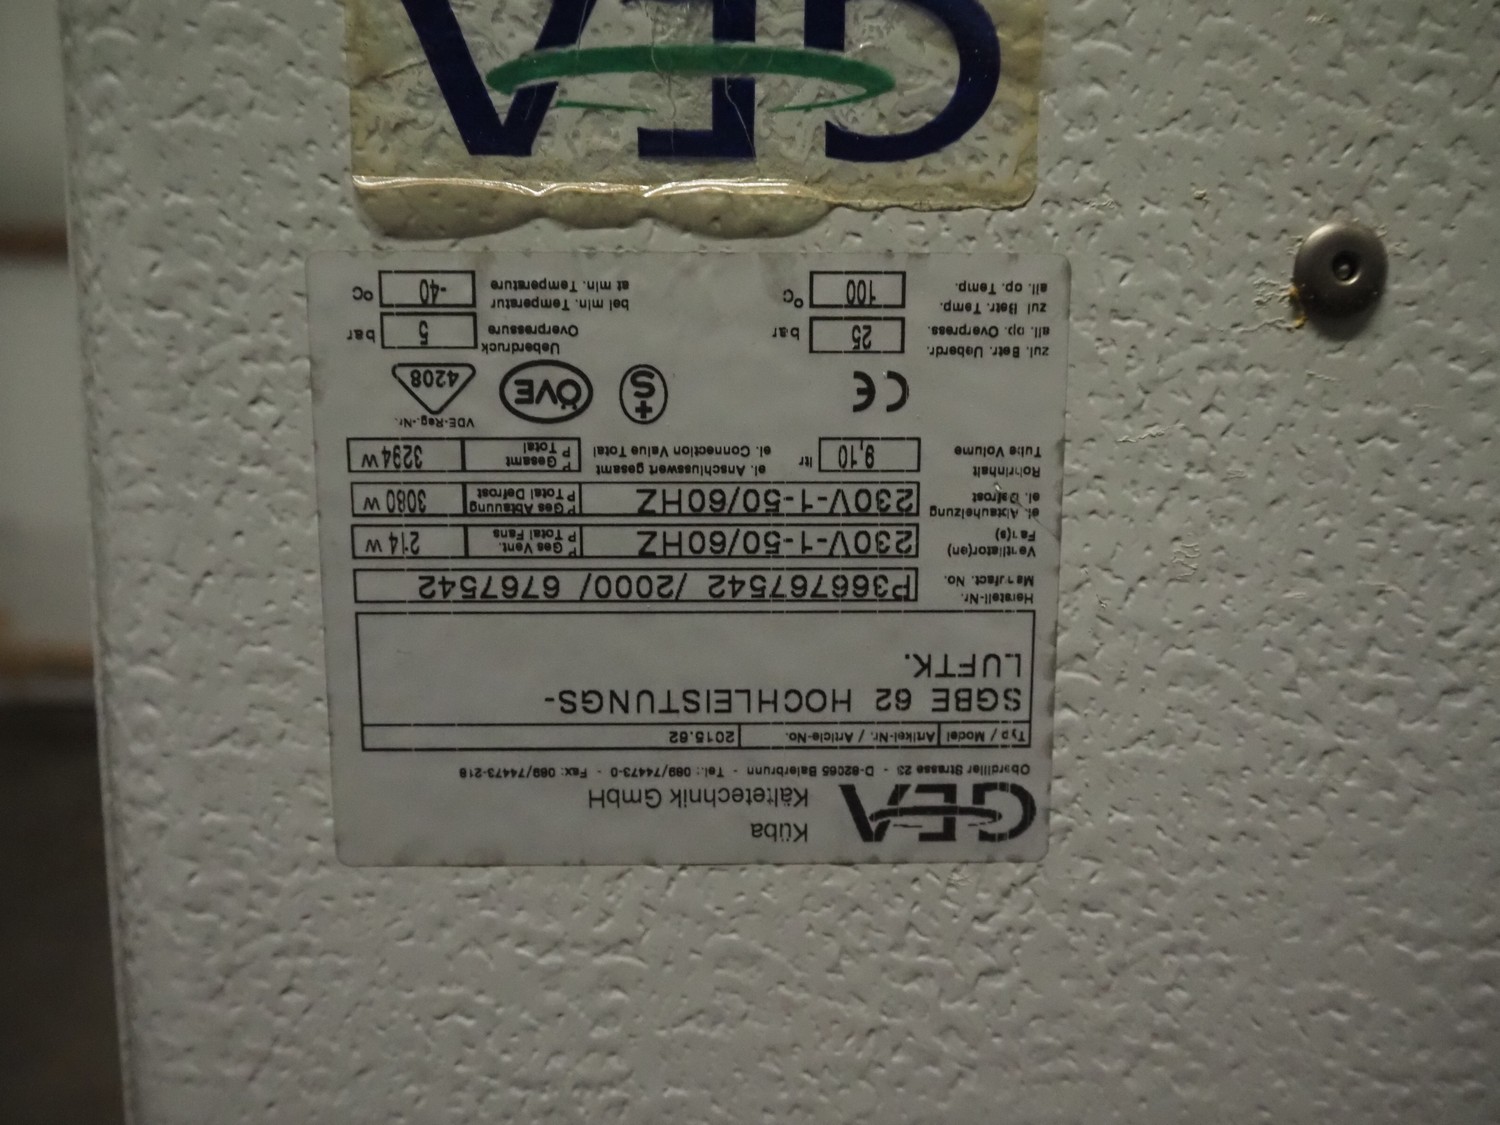 GEA
Küba
Kältetechnik GmbH
Oberdiller Strasse 23 - D-82065 Baierbrunn - Tel.: 089/74473-0 - Fax: 089/74473-218
Typ / Model Artikel-Nr. / Article-No. 2015.62
SGBE 62 HOCHLEISTUNGS-
LUFTK.
Herstell-Nr.
Manufact. No.
P36767542 /2000/ 6767542
Ventilator(en)
Fan(s)
230V-1-50/60HZ
P Ges Vent.
P Total Fans
214 W
el. Abtauheizung
el. Defrost
230V-1-50/60HZ
P Ges Abtauung
P Total Defrost
3080 W
Rohrinhalt
Tube Volume
9,10 ltr
el. Anschlusswert gesamt
el. Connection Value Total
P Gesamt
P Total
3294 W
CE
+S
ÖVE
VDE-Reg.-Nr.
4208
zul. Betr. Ueberdr.
all. op. Overpress.
25 bar
Ueberdruck
Overpressure
5 bar
zul Betr. Temp.
all. op. Temp.
100 °C
bei min. Temperatur
at min. Temperature
-40 °C
GEA